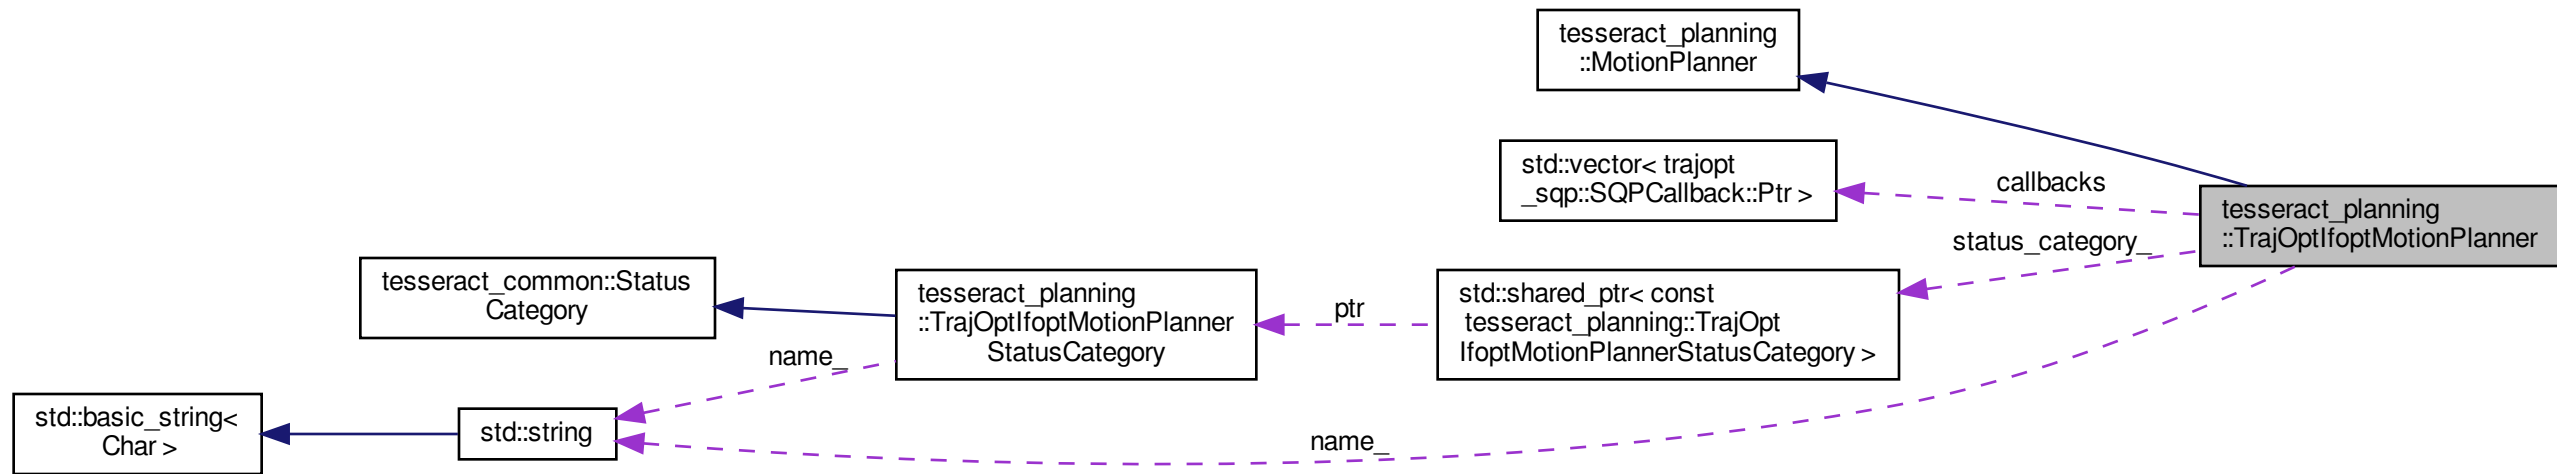 tesseract_planning
::MotionPlanner
std::vector< trajopt
_sqp::SQPCallback::Ptr >
callbacks
tesseract_planning
::TrajOptIfoptMotionPlanner
status_category_
tesseract_common::Status
Category
tesseract_planning
::TrajOptIfoptMotionPlanner
StatusCategory
ptr
std::shared_ptr< const
tesseract_planning::TrajOpt
IfoptMotionPlannerStatusCategory >
name_
std::basic_string<
Char >
std::string
name_